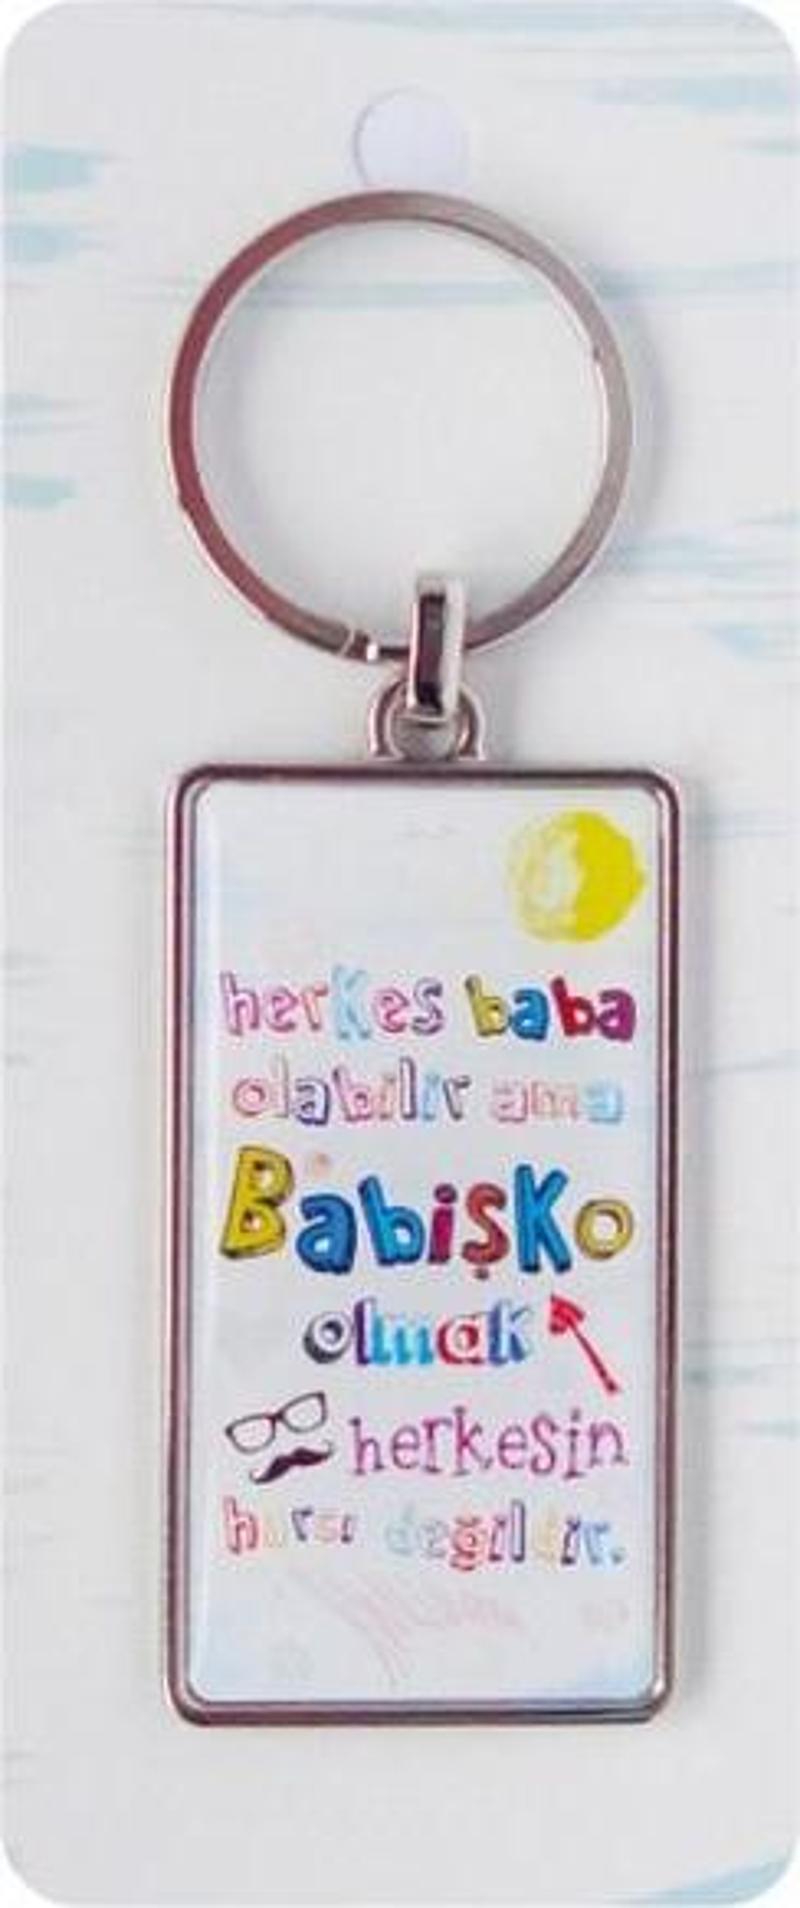 herkes baba
olabilir ama
Babişko
olmak
herkesin
harcı değildir.